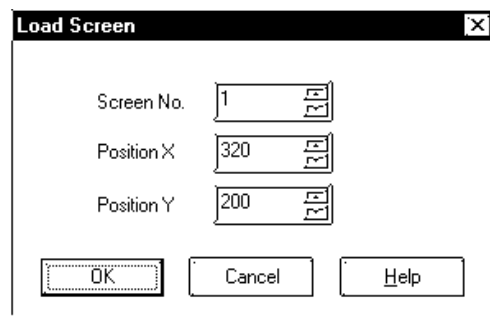 Load Screen
Screen No. 1
Position X 320
Position Y 200
OK Cancel Help